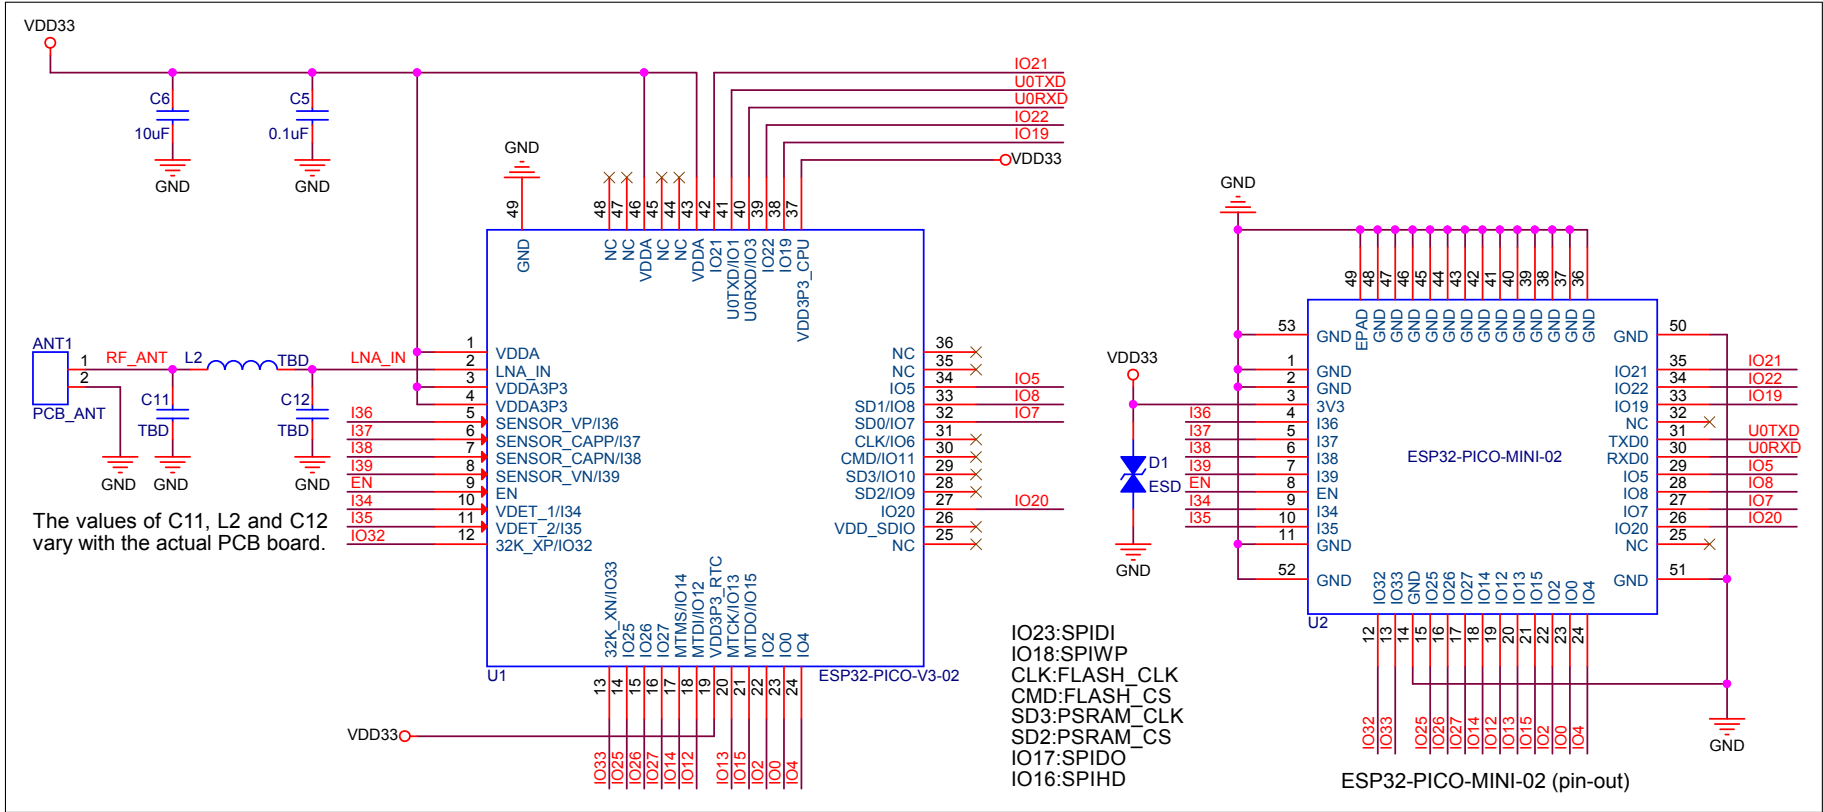 VDD33
C6
10uF
GND
C5
0.1uF
GND
GND
IO21
U0TXD
U0RXD
IO22
IO19
VDD33
49
48
47
46
45
44
43
42
41
40
39
38
37
GND
NC
NC
VDDA
NC
NC
VDDA
IO21
U0TXD/IO1
U0RXD/IO3
IO22
IO19
VDD3P3_CPU
ANT1
1
2
PCB_ANT
RF_ANT
L2
TBD
LNA_IN
C11
TBD
C12
TBD
GND
GND
GND
The values of C11, L2 and C12
vary with the actual PCB board.
1 VDDA
2 LNA_IN
3 VDDA3P3
4 VDDA3P3
I36 5 SENSOR_VP/I36
I37 6 SENSOR_CAPP/I37
I38 7 SENSOR_CAPN/I38
I39 8 SENSOR_VN/I39
EN 9 EN
I34 10 VDET_1/I34
I35 11 VDET_2/I35
IO32 12 32K_XP/IO32
NC 36
NC 35
IO5 34 IO5
SD1/IO8 33 IO8
SD0/IO7 32 IO7
CLK/IO6 31
CMD/IO11 30
SD3/IO10 29
SD2/IO9 28
IO20 27 IO20
VDD_SDIO 26
NC 25
32K_XN/IO33
IO25
IO26
IO27
MTMS/IO14
MTDI/IO12
VDD3P3_RTC
MTCK/IO13
MTDO/IO15
IO2
IO0
IO4
U1
ESP32-PICO-V3-02
13
14
15
16
17
18
19
20
21
22
23
24
VDD33
IO33
IO25
IO26
IO27
IO14
IO12
IO13
IO15
IO2
IO0
IO4
IO23:SPIDI
IO18:SPIWP
CLK:FLASH_CLK
CMD:FLASH_CS
SD3:PSRAM_CLK
SD2:PSRAM_CS
IO17:SPIDO
IO16:SPIHD
GND
49
48
47
46
45
44
43
42
41
40
39
38
37
36
EPAD
GND
GND
GND
GND
GND
GND
GND
GND
GND
GND
GND
GND
GND
VDD33
D1
ESD
GND
53 GND
1 GND
2 GND
3 3V3
I36 4 I36
I37 5 I37
I38 6 I38
I39 7 I39
EN 8 EN
I34 9 I34
I35 10 I35
11 GND
52 GND
ESP32-PICO-MINI-02
GND 50
IO21 35 IO21
IO22 34 IO22
IO19 33 IO19
NC 32
TXD0 31 U0TXD
RXD0 30 U0RXD
IO5 29 IO5
IO8 28 IO8
IO7 27 IO7
IO20 26 IO20
NC 25
GND 51
IO32
IO33
GND
IO25
IO26
IO27
IO14
IO12
IO13
IO15
IO2
IO0
IO4
U2
12
13
14
15
16
17
18
19
20
21
22
23
24
IO32
IO33
IO25
IO26
IO27
IO14
IO12
IO13
IO15
IO2
IO0
IO4
GND
ESP32-PICO-MINI-02 (pin-out)